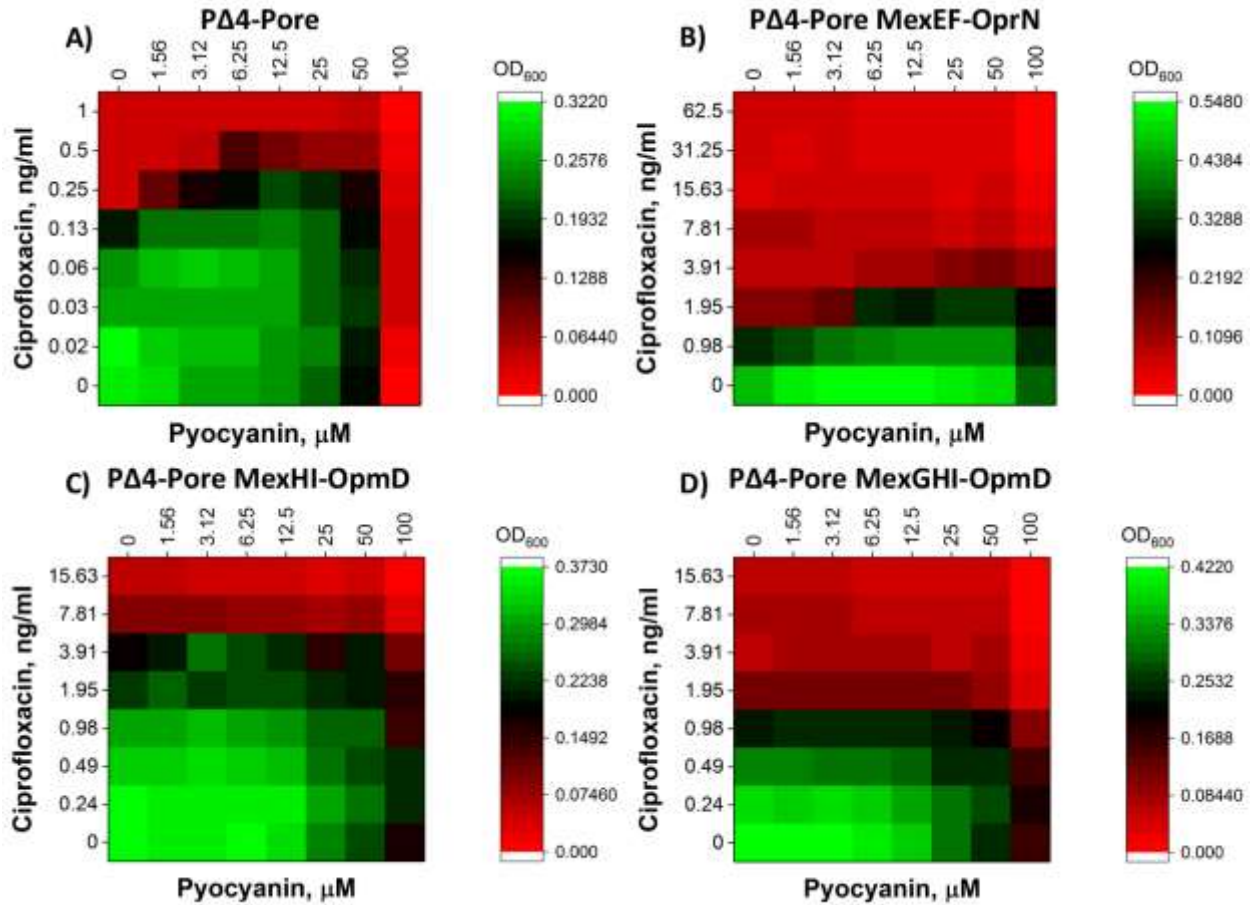 A) PΔ4-Pore
0 1.56 3.12 6.25 12.5 25 50 100
OD600
Ciprofloxacin, ng/ml
1
0.5
0.25
0.13
0.06
0.03
0.02
0
0.3220
0.2576
0.1932
0.1288
0.06440
0.000
Pyocyanin, μM
B) PΔ4-Pore MexEF-OprN
0 1.56 3.12 6.25 12.5 25 50 100
OD600
Ciprofloxacin, ng/ml
62.5
31.25
15.63
7.81
3.91
1.95
0.98
0
0.5480
0.4384
0.3288
0.2192
0.1096
0.000
Pyocyanin, μM
C) PΔ4-Pore MexHI-OpmD
0 1.56 3.12 6.25 12.5 25 50 100
OD600
Ciprofloxacin, ng/ml
15.63
7.81
3.91
1.95
0.98
0.49
0.24
0
0.3730
0.2984
0.2238
0.1492
0.07460
0.000
Pyocyanin, μM
D) PΔ4-Pore MexGHI-OpmD
0 1.56 3.12 6.25 12.5 25 50 100
OD600
Ciprofloxacin, ng/ml
15.63
7.81
3.91
1.95
0.98
0.49
0.24
0
0.4220
0.3376
0.2532
0.1688
0.08440
0.000
Pyocyanin, μM